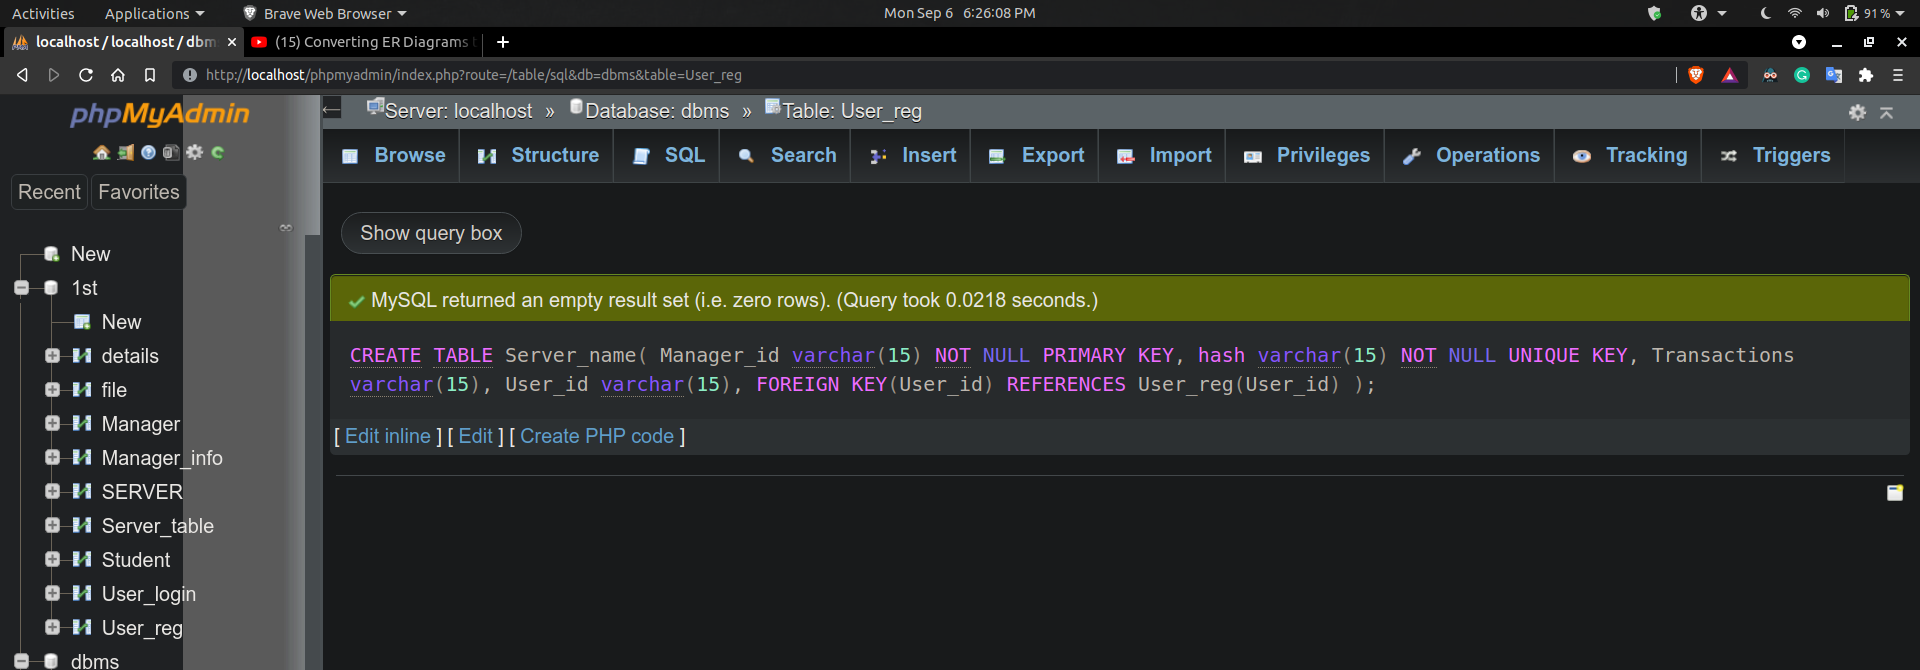 Activities Applications Brave Web Browser Mon Sep 6 6:26:08 PM 91 %
localhost / localhost / dbm (15) Converting ER Diagrams
http://localhost/phpmyadmin/index.php?route=/table/sql&db=dbms&table=User_reg
phpMyAdmin
Server: localhost » Database: dbms » Table: User_reg
Browse Structure SQL Search Insert Export Import Privileges Operations Tracking Triggers
Recent Favorites
Show query box
New
1st
New
details
file
Manager
Manager_info
SERVER
Server_table
Student
User_login
User_reg
dbms
MySQL returned an empty result set (i.e. zero rows). (Query took 0.0218 seconds.)
CREATE TABLE Server_name( Manager_id varchar(15) NOT NULL PRIMARY KEY, hash varchar(15) NOT NULL UNIQUE KEY, Transactions
varchar(15), User_id varchar(15), FOREIGN KEY(User_id) REFERENCES User_reg(User_id) );
[ Edit inline ] [ Edit ] [ Create PHP code ]